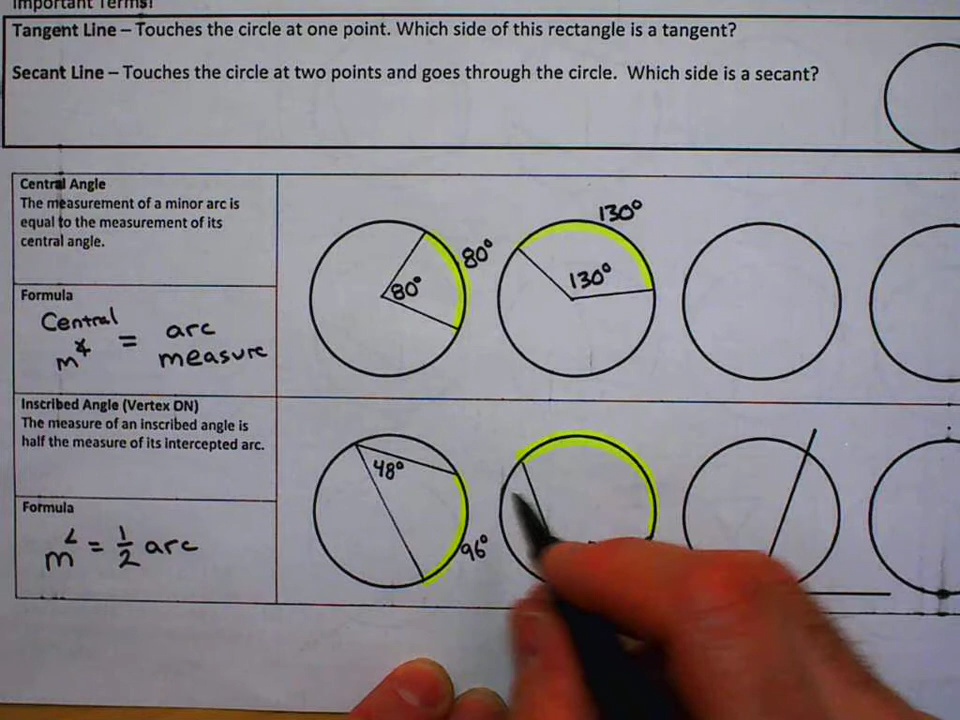 Important Terms!
Tangent Line – Touches the circle at one point. Which side of this rectangle is a tangent?
Secant Line – Touches the circle at two points and goes through the circle. Which side is a secant?
Central Angle
The measurement of a minor arc is
equal to the measurement of its
central angle.
Formula
Central
m∡ = arc
measure
80°
80°
130°
130°
Inscribed Angle (Vertex ON)
The measure of an inscribed angle is
half the measure of its intercepted arc.
Formula
m∠ = 1/2 arc
48°
96°